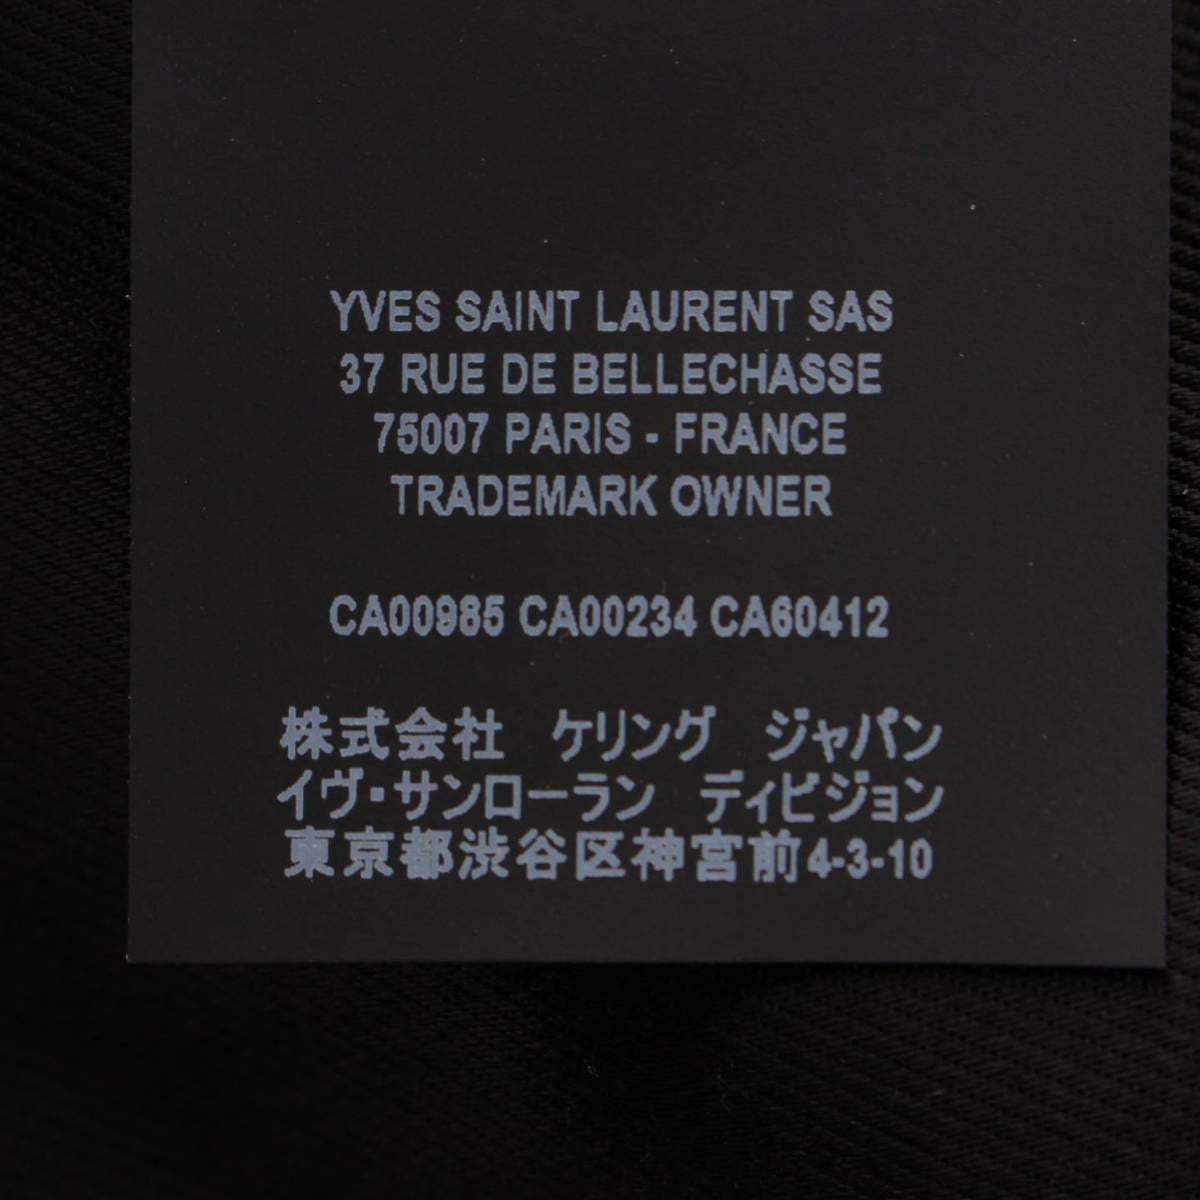 YVES SAINT LAURENT SAS
37 RUE DE BELLECHASSE
75007 PARIS - FRANCE
TRADEMARK OWNER
CA00985 CA00234 CA60412
株式会社　ケリング　ジャパン
イヴ・サンローラン　ディビジョン
東京都渋谷区神宮前4-3-10